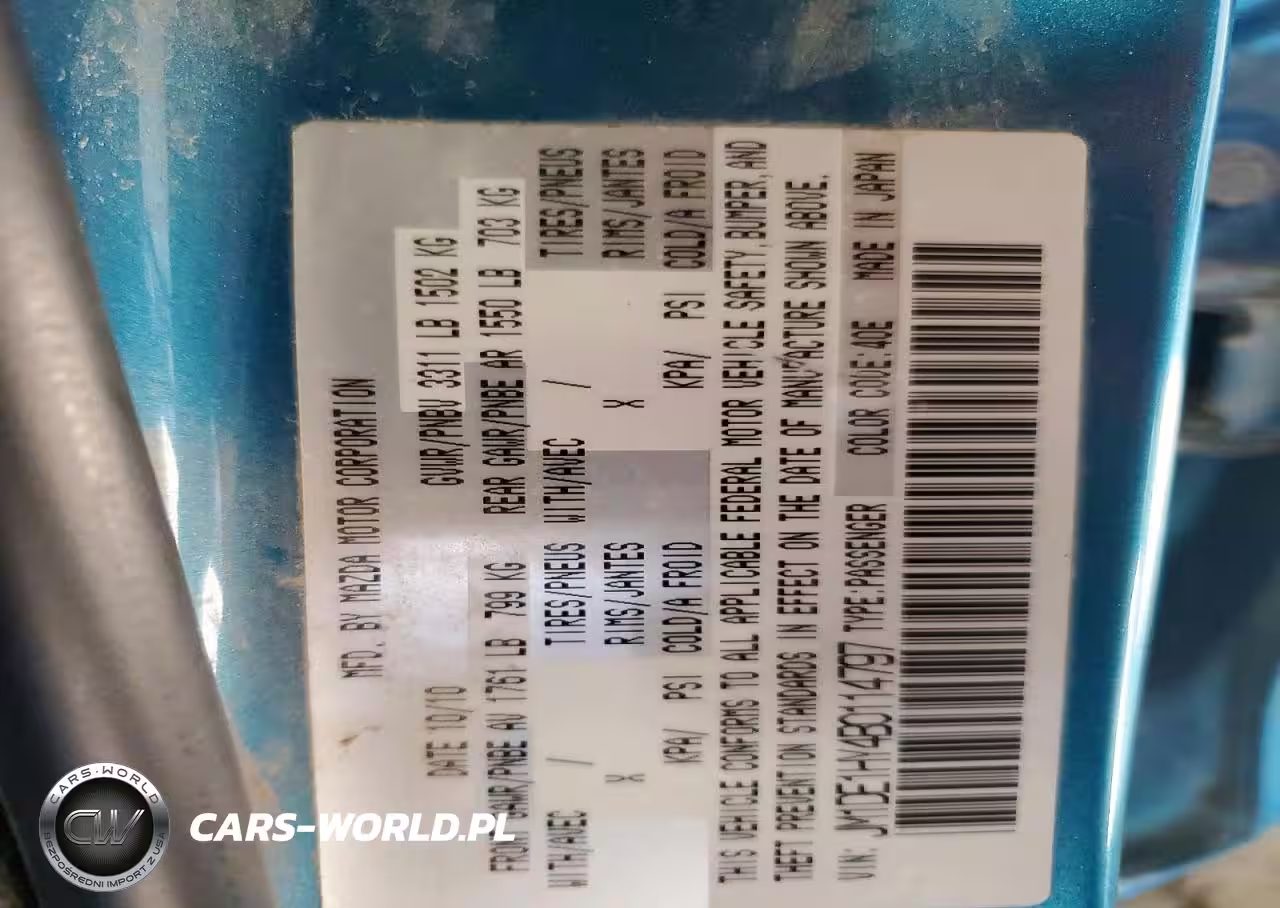 MFD. BY MAZDA MOTOR CORPORATION
DATE 10/10 GVWR/PNBV 3311 LB 1502 KG
FRONT GAWR/PNBE AV 1761 LB 799 KG REAR GAWR/PNBE AR 1550 LB 703 KG
WITH/AVEC / TIRES/PNEUS WITH/AVEC / TIRES/PNEUS
X RIMS/JANTES X RIMS/JANTES
KPA/ PSI COLD/A FROID KPA/ PSI COLD/A FROID
THIS VEHICLE CONFORMS TO ALL APPLICABLE FEDERAL MOTOR VEHICLE SAFETY, BUMPER, AND
THEFT PREVENTION STANDARDS IN EFFECT ON THE DATE OF MANUFACTURE SHOWN ABOVE.
VIN: JM1DE1HY4B0114797 TYPE:PASSENGER COLOR CODE:40E MADE IN JAPAN
CARS-WORLD
CW
BEZPOŚREDNI IMPORT Z USA
CARS-WORLD.PL